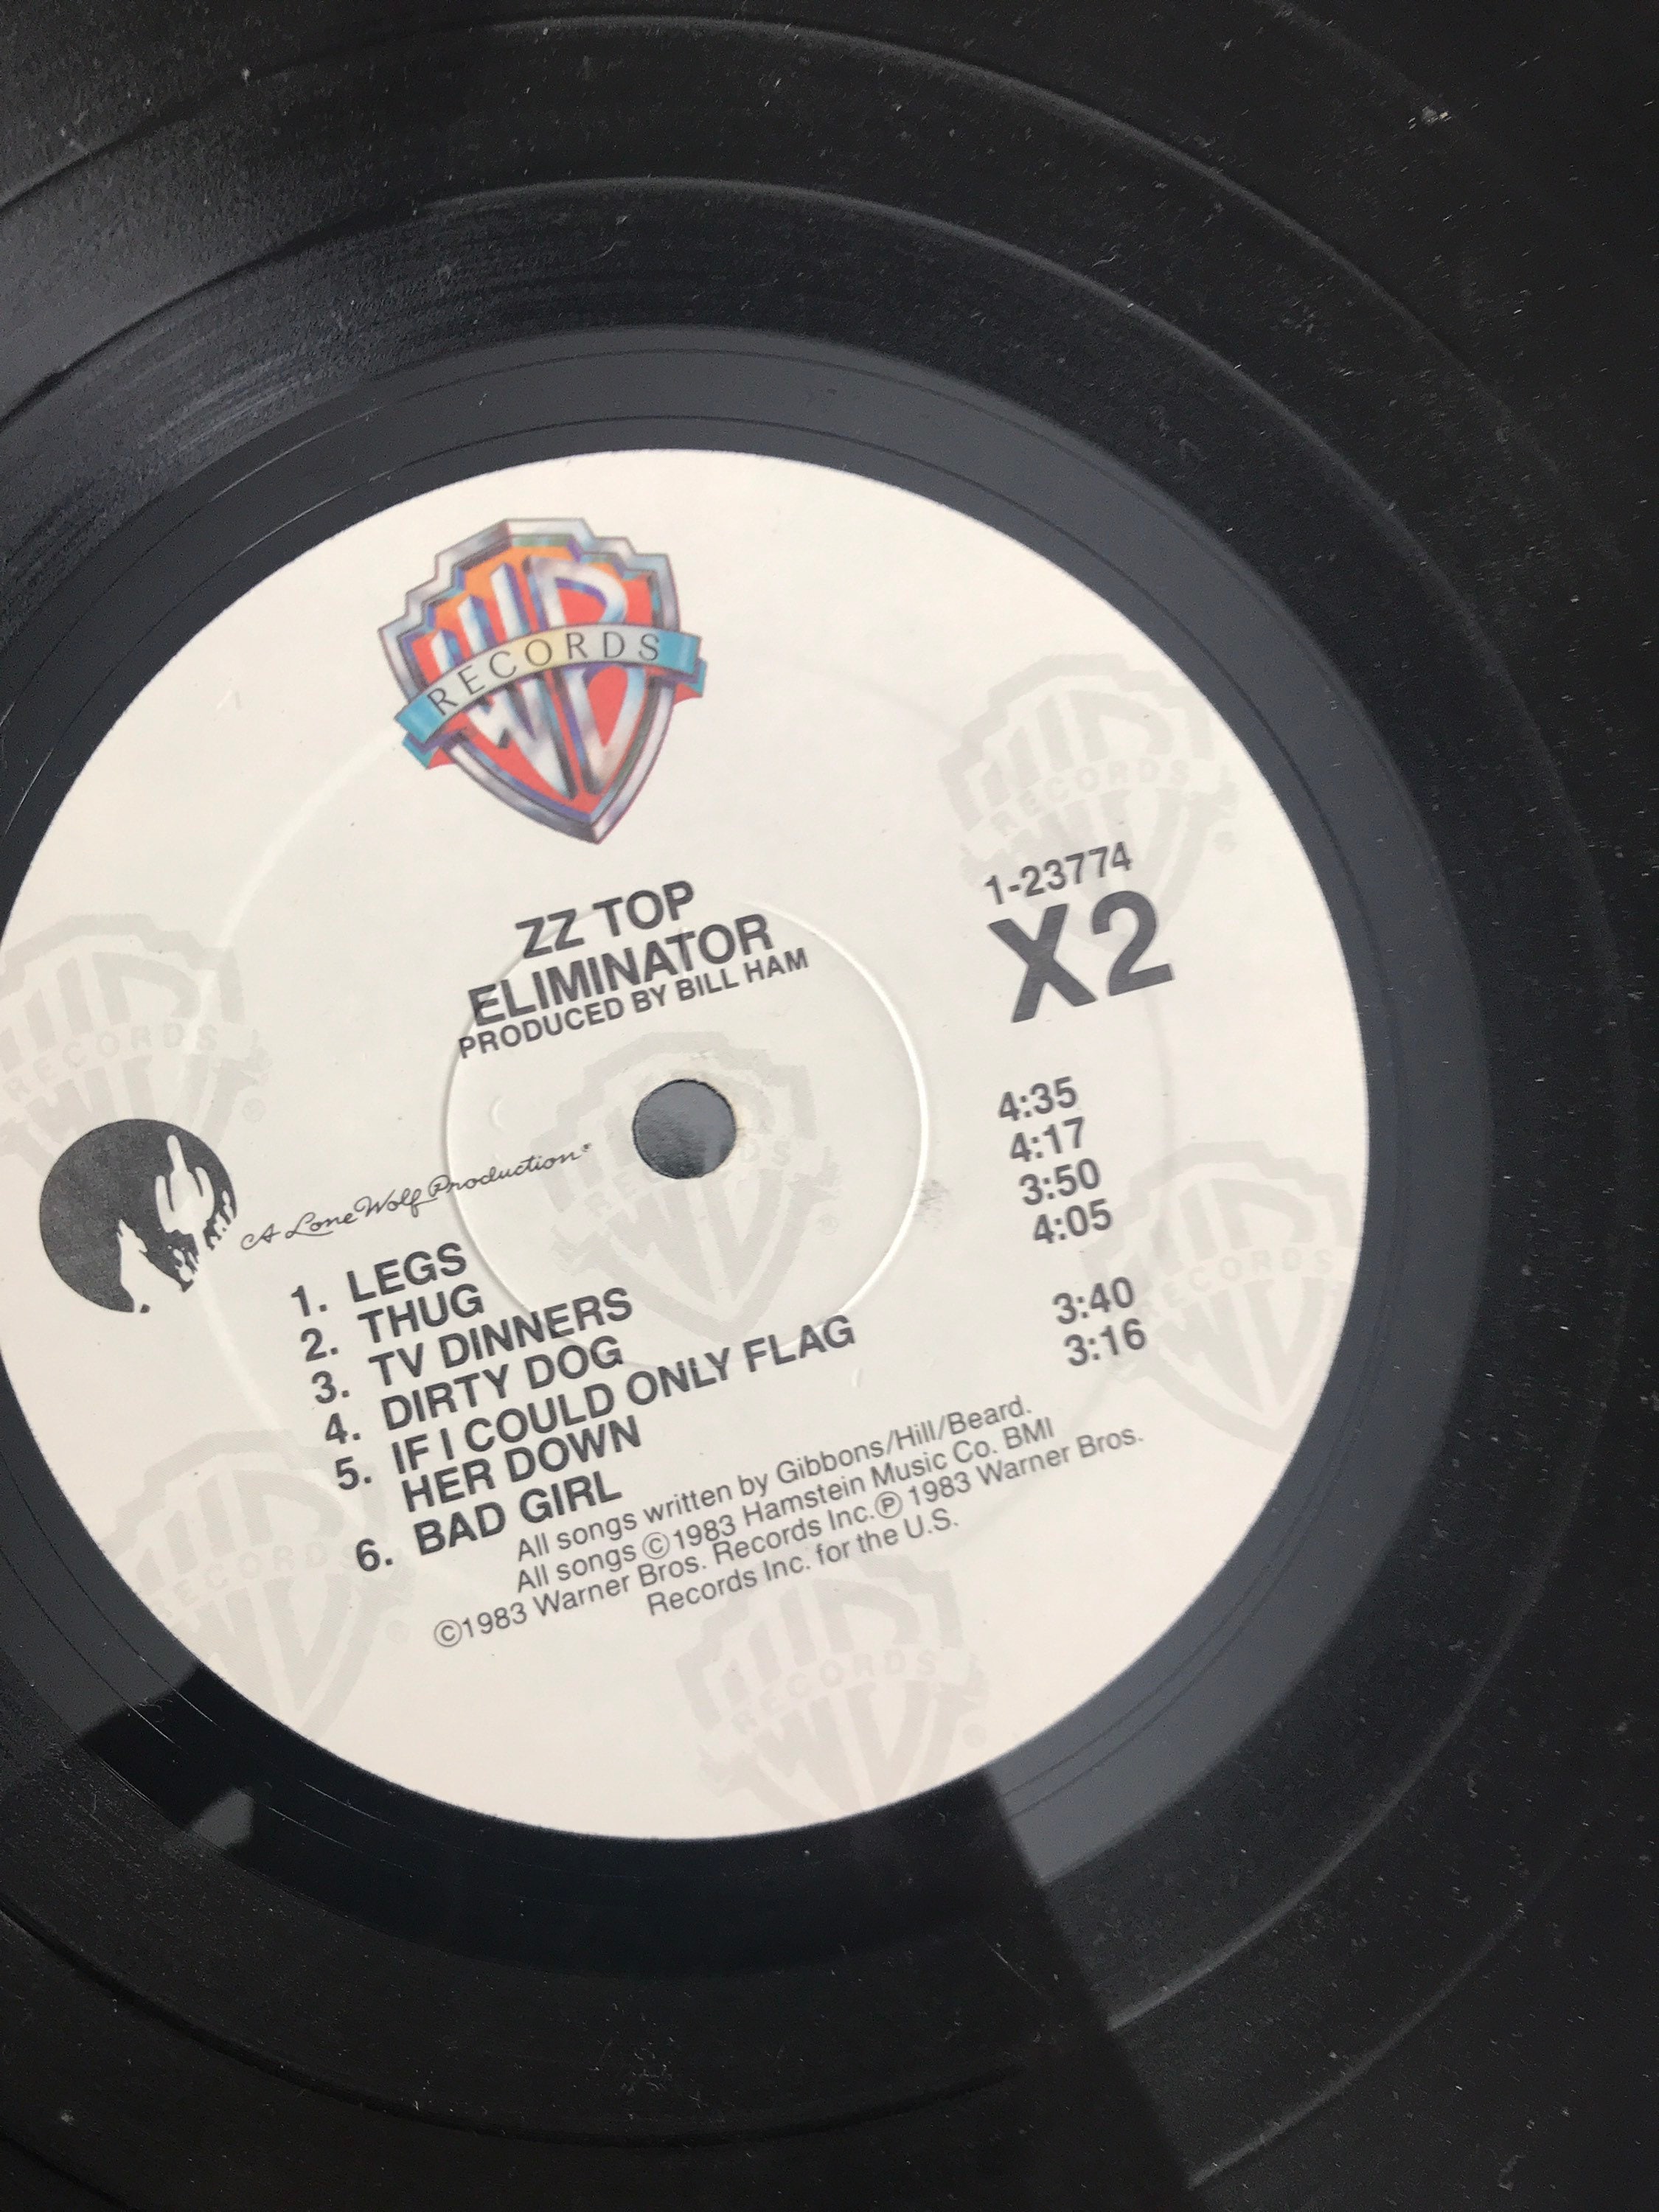 RECORDS
1-23774
X2
ZZ TOP
ELIMINATOR
PRODUCED BY BILL HAM
A Lone Wolf Production
1. LEGS 4:35
2. THUG 4:17
3. TV DINNERS 3:50
4. DIRTY DOG 4:05
5. IF I COULD ONLY FLAG
HER DOWN 3:40
6. BAD GIRL 3:16
All songs written by Gibbons/Hill/Beard.
All songs ©1983 Hamstein Music Co. BMI
©1983 Warner Bros. Records Inc.℗ 1983 Warner Bros.
Records Inc. for the U.S.